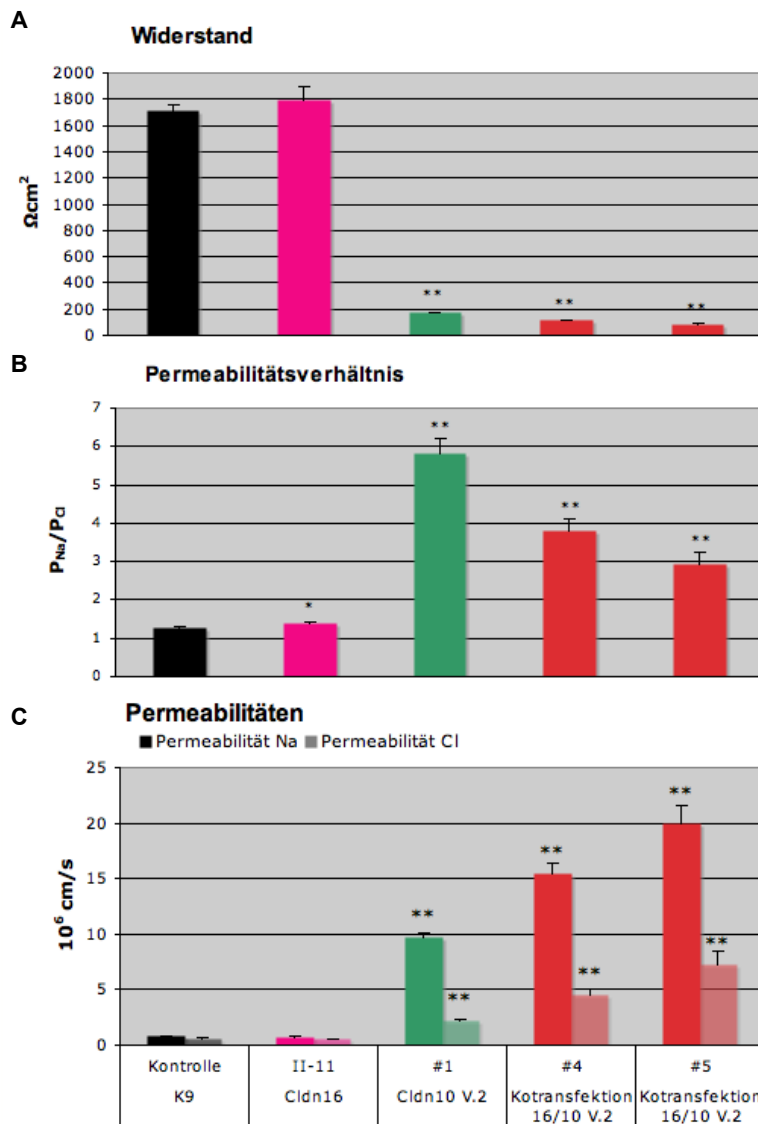 A
Widerstand
2000
1800
1600
1400
1200
1000
800
600
400
200
0
Ωcm²
** ** **
B
Permeabilitätsverhältnis
7
6
5
4
3
2
1
0
P_Na/P_Cl
* ** ** **
C
Permeabilitäten
Permeabilität Na Permeabilität Cl
25
20
15
10
5
0
10⁶ cm/s
** ** ** ** ** **
Kontrolle II-11 #1 #4 #5
K9 Cldn16 Cldn10 V.2 Kotransfektion Kotransfektion
16/10 V.2 16/10 V.2